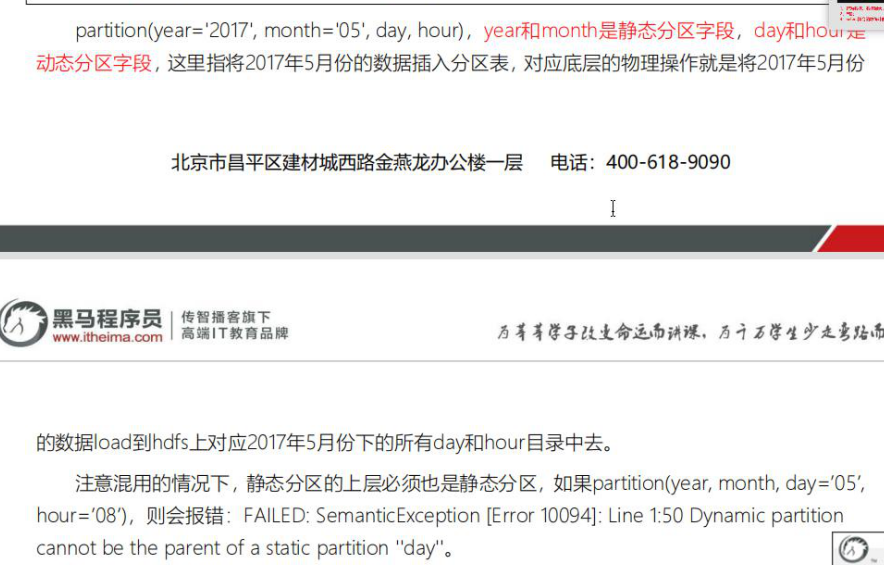 partition(year='2017', month='05', day, hour)，year和month是静态分区字段，day和hour是
动态分区字段，这里指将2017年5月份的数据插入分区表，对应底层的物理操作就是将2017年5月份
北京市昌平区建材城西路金燕龙办公楼一层 电话：400-618-9090
黑马程序员
www.itheima.com
传智播客旗下
高端IT教育品牌
为莘莘学子改变命运而讲课，为千万学生少走弯路而
的数据load到hdfs上对应2017年5月份下的所有day和hour目录中去。
注意混用的情况下，静态分区的上层必须也是静态分区，如果partition(year, month, day=’05’,
hour=’08’)，则会报错：FAILED: SemanticException [Error 10094]: Line 1:50 Dynamic partition
cannot be the parent of a static partition ''day''。